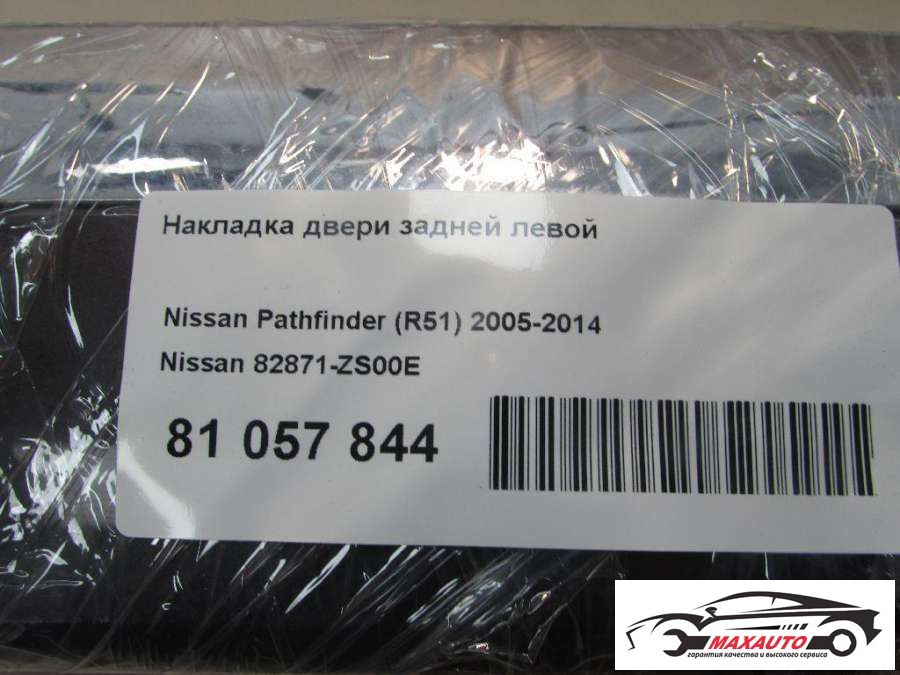 Накладка двери задней левой
Nissan Pathfinder (R51) 2005-2014
Nissan 82871-ZS00E
81 057 844
MAXAUTO
гарантия качества и высокого сервиса